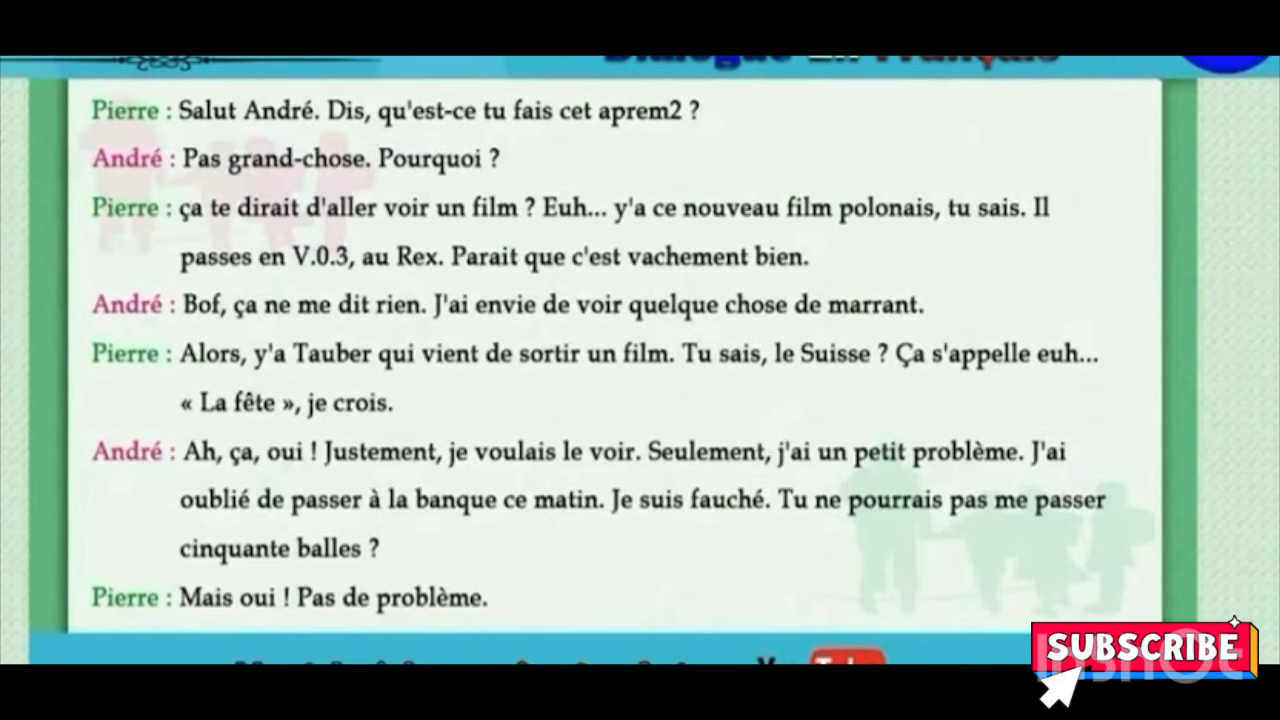 Pierre : Salut André. Dis, qu'est-ce tu fais cet aprem2 ?
André : Pas grand-chose. Pourquoi ?
Pierre : ça te dirait d'aller voir un film ? Euh... y'a ce nouveau film polonais, tu sais. Il
passes en V.0.3, au Rex. Parait que c'est vachement bien.
André : Bof, ça ne me dit rien. J'ai envie de voir quelque chose de marrant.
Pierre : Alors, y'a Tauber qui vient de sortir un film. Tu sais, le Suisse ? Ça s'appelle euh...
« La fête », je crois.
André : Ah, ça, oui ! Justement, je voulais le voir. Seulement, j'ai un petit problème. J'ai
oublié de passer à la banque ce matin. Je suis fauché. Tu ne pourrais pas me passer
cinquante balles ?
Pierre : Mais oui ! Pas de problème.
SUBSCRIBE